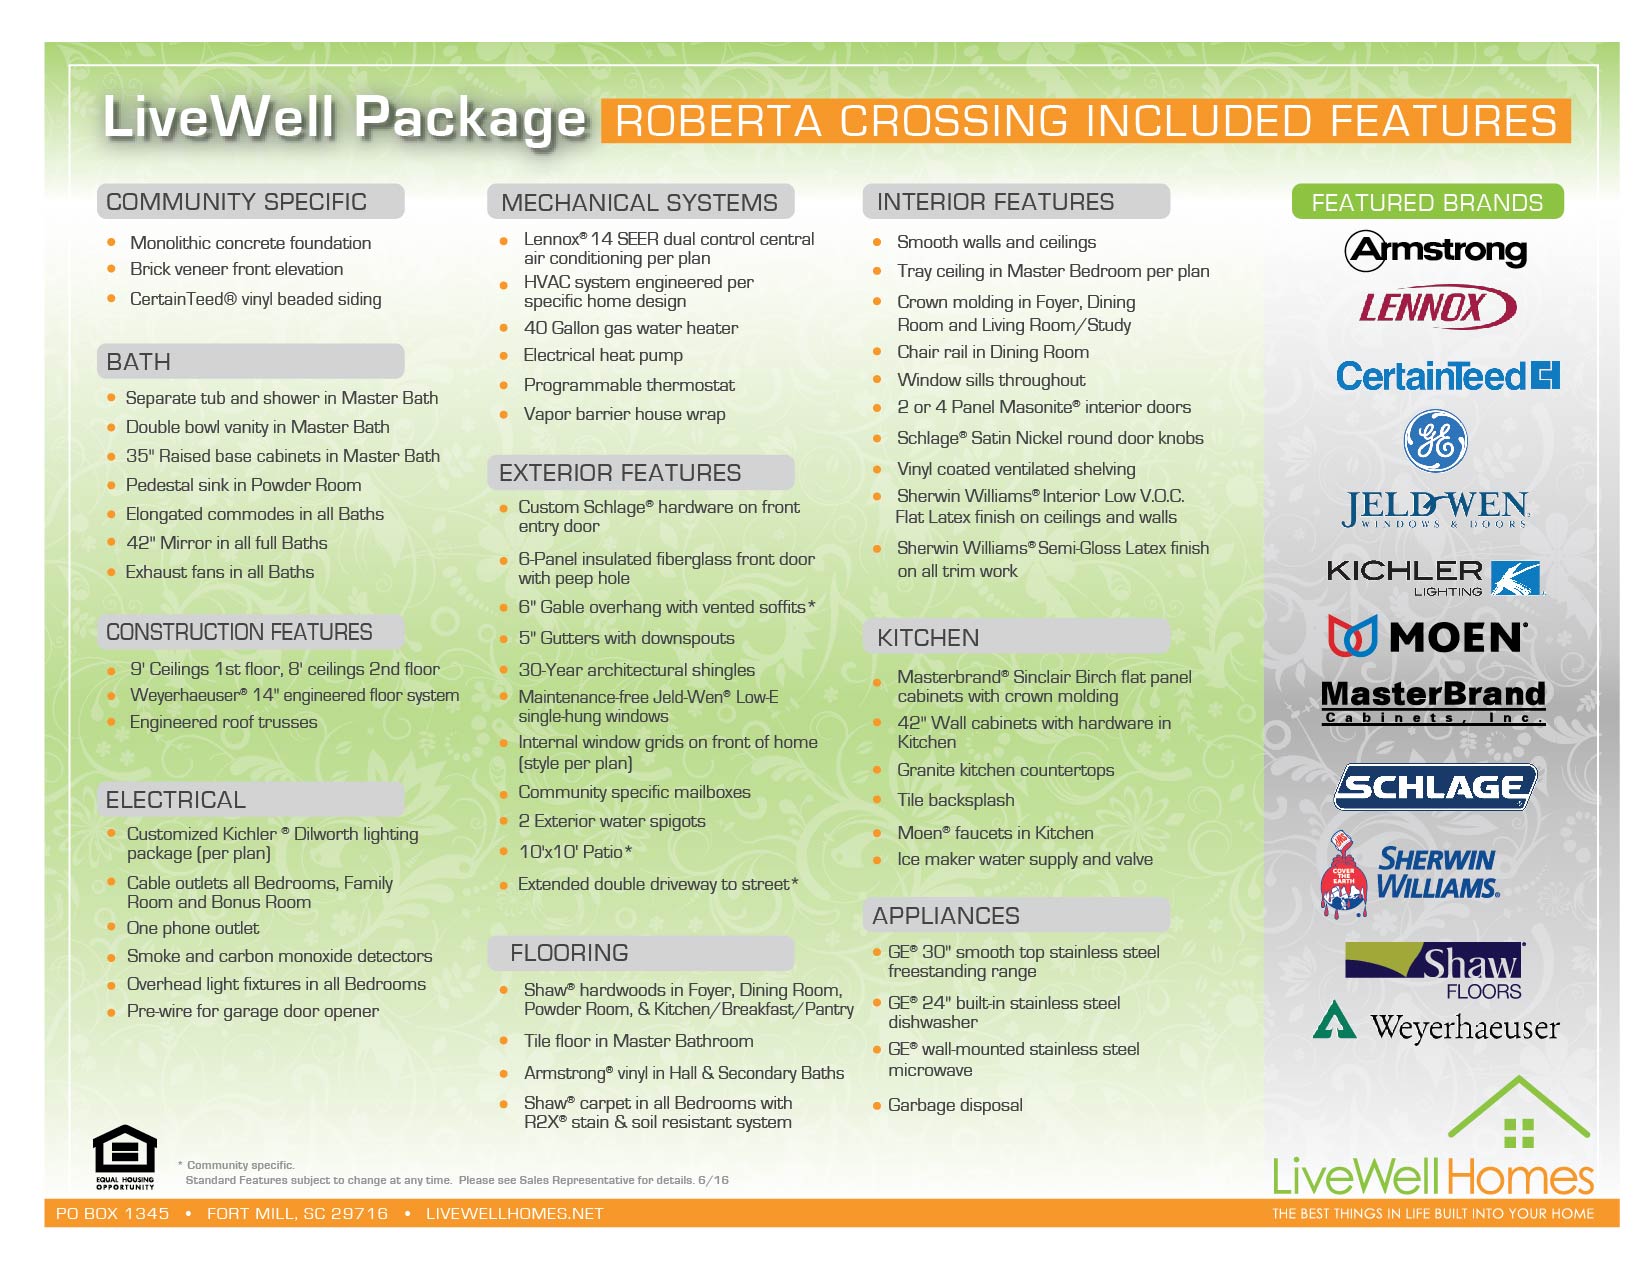 LiveWell Package ROBERTA CROSSING INCLUDED FEATURES
COMMUNITY SPECIFIC
• Monolithic concrete foundation
• Brick veneer front elevation
• CertainTeed® vinyl beaded siding
BATH
• Separate tub and shower in Master Bath
• Double bowl vanity in Master Bath
• 35" Raised base cabinets in Master Bath
• Pedestal sink in Powder Room
• Elongated commodes in all Baths
• 42" Mirror in all full Baths
• Exhaust fans in all Baths
CONSTRUCTION FEATURES
• 9' Ceilings 1st floor, 8' ceilings 2nd floor
• Weyerhaeuser® 14" engineered floor system
• Engineered roof trusses
ELECTRICAL
• Customized Kichler ® Dilworth lighting
package (per plan)
• Cable outlets all Bedrooms, Family
Room and Bonus Room
• One phone outlet
• Smoke and carbon monoxide detectors
• Overhead light fixtures in all Bedrooms
• Pre-wire for garage door opener
MECHANICAL SYSTEMS
• Lennox® 14 SEER dual control central
air conditioning per plan
• HVAC system engineered per
specific home design
• 40 Gallon gas water heater
• Electrical heat pump
• Programmable thermostat
• Vapor barrier house wrap
EXTERIOR FEATURES
• Custom Schlage® hardware on front
entry door
• 6-Panel insulated fiberglass front door
with peep hole
• 6" Gable overhang with vented soffits*
• 5" Gutters with downspouts
• 30-Year architectural shingles
• Maintenance-free Jeld-Wen® Low-E
single-hung windows
• Internal window grids on front of home
(style per plan)
• Community specific mailboxes
• 2 Exterior water spigots
• 10'x10' Patio*
• Extended double driveway to street*
FLOORING
• Shaw® hardwoods in Foyer, Dining Room,
Powder Room, & Kitchen/Breakfast/Pantry
• Tile floor in Master Bathroom
• Armstrong® vinyl in Hall & Secondary Baths
• Shaw® carpet in all Bedrooms with
R2X® stain & soil resistant system
INTERIOR FEATURES
• Smooth walls and ceilings
• Tray ceiling in Master Bedroom per plan
• Crown molding in Foyer, Dining
Room and Living Room/Study
• Chair rail in Dining Room
• Window sills throughout
• 2 or 4 Panel Masonite® interior doors
• Schlage® Satin Nickel round door knobs
• Vinyl coated ventilated shelving
• Sherwin Williams® Interior Low V.O.C.
Flat Latex finish on ceilings and walls
• Sherwin Williams® Semi-Gloss Latex finish
on all trim work
KITCHEN
• Masterbrand® Sinclair Birch flat panel
cabinets with crown molding
• 42" Wall cabinets with hardware in
Kitchen
• Granite kitchen countertops
• Tile backsplash
• Moen® faucets in Kitchen
• Ice maker water supply and valve
APPLIANCES
• GE® 30" smooth top stainless steel
freestanding range
• GE® 24" built-in stainless steel
dishwasher
• GE® wall-mounted stainless steel
microwave
• Garbage disposal
FEATURED BRANDS
Armstrong
LENNOX
CertainTeed
GE
JELD-WEN
WINDOWS & DOORS
KICHLER
LIGHTING
MOEN®
MasterBrand
Cabinets, Inc.
SCHLAGE
COVER
THE
EARTH
SHERWIN
WILLIAMS®
Shaw
FLOORS
Weyerhaeuser
EQUAL HOUSING
OPPORTUNITY
* Community specific.
Standard Features subject to change at any time. Please see Sales Representative for details. 6/16
LiveWell Homes
PO BOX 1345 • FORT MILL, SC 29716 • LIVEWELLHOMES.NET
THE BEST THINGS IN LIFE BUILT INTO YOUR HOME